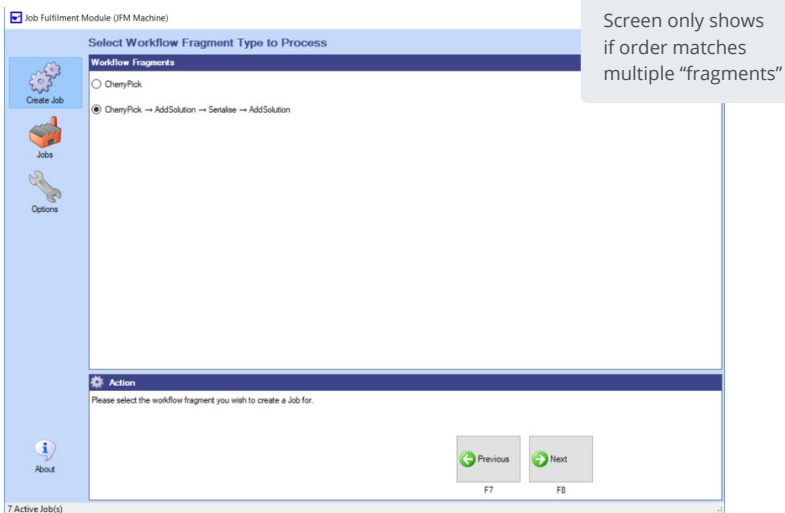 Job Fulfilment Module (JFM Machine)
Screen only shows
if order matches
multiple “fragments”
Select Workflow Fragment Type to Process
Workflow Fragments
CherryPick
CherryPick → AddSolution → Serialise → AddSolution
Create Job
Jobs
Options
Action
Please select the workflow fragment you wish to create a Job for.
Previous
Next
F7
F8
About
7 Active Job(s)